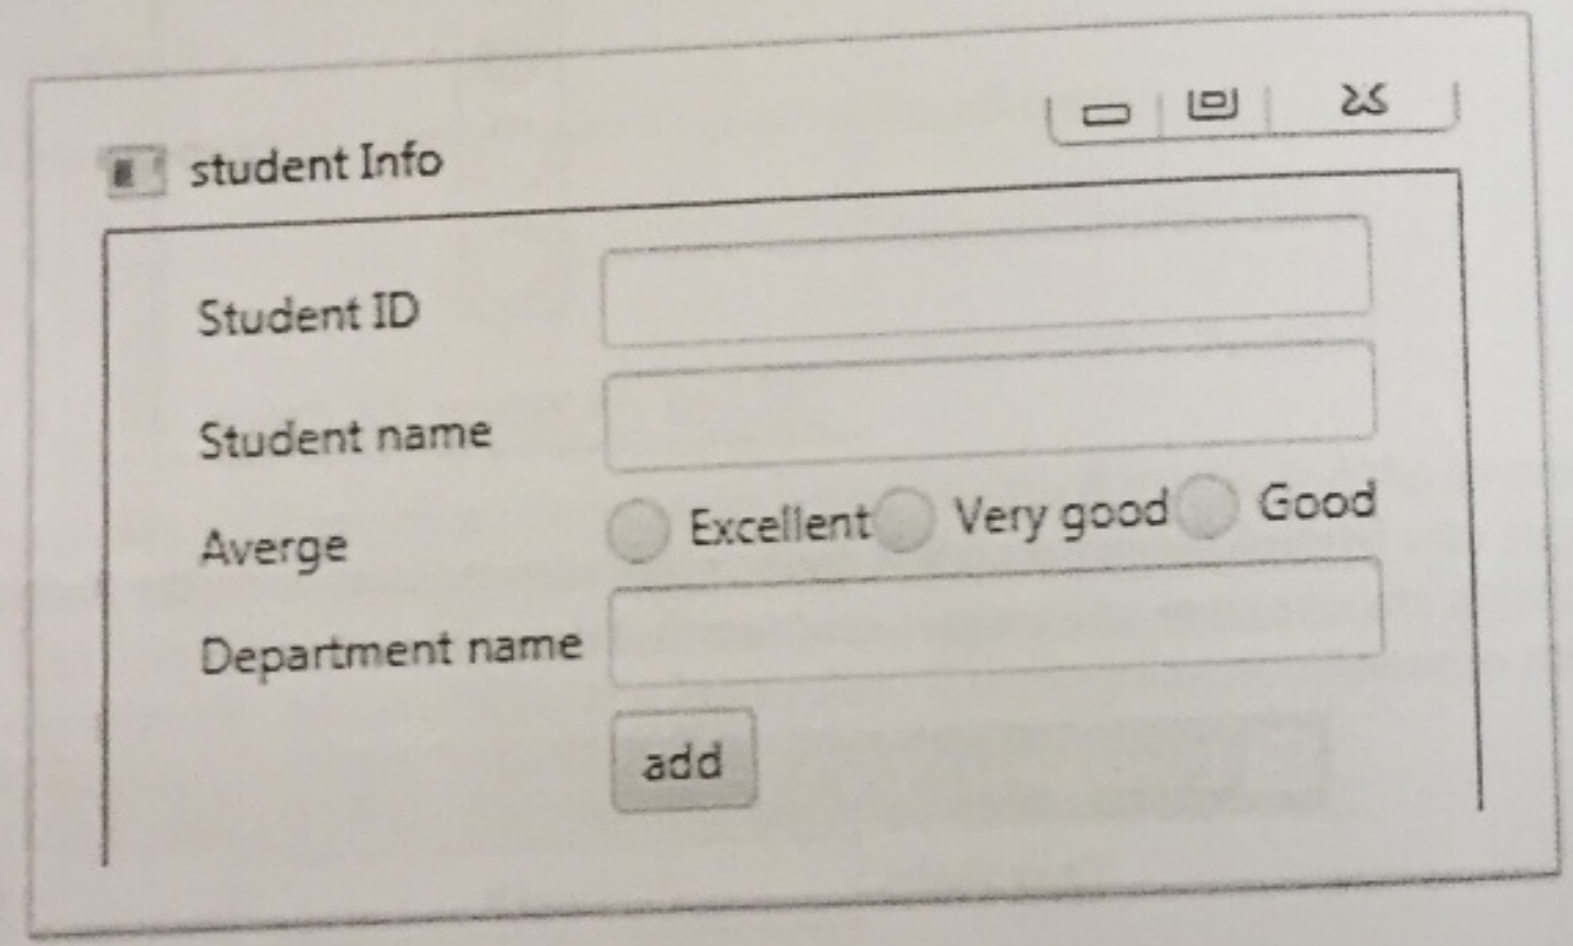 student Info
Student ID
Student name
Averge Excellent Very good Good
Department name
add